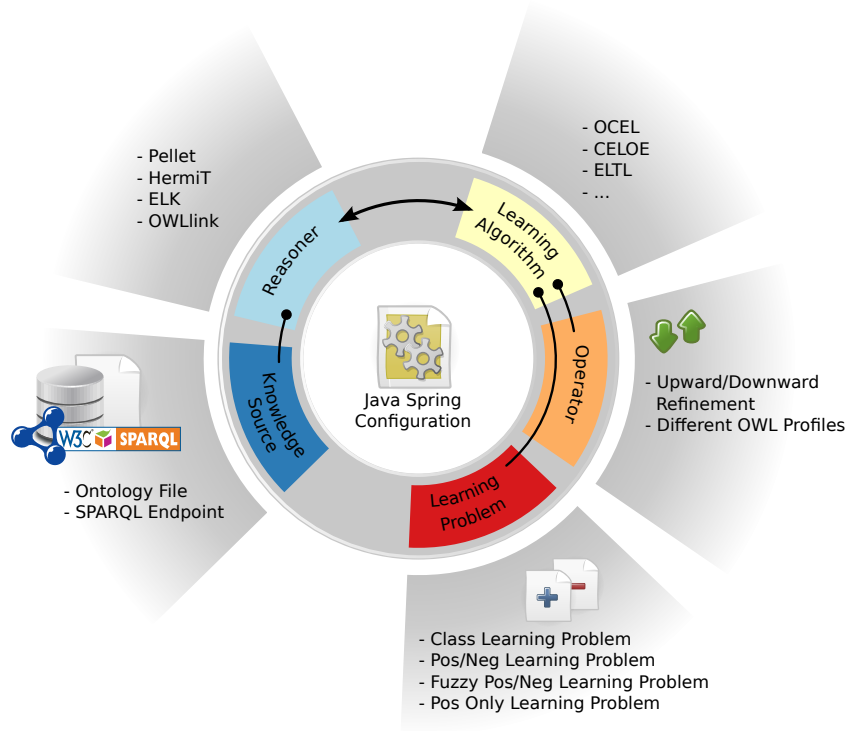 - OCEL
- CELOE
- ELTL
- ...
- Pellet
- HermiT
- ELK
- OWLlink
Learning
Algorithm
Reasoner
- Upward/Downward
Refinement
- Different OWL Profiles
Operator
Java Spring
Configuration
Knowledge
Source
W3C® SPARQL
- Ontology File
- SPARQL Endpoint
Learning
Problem
- Class Learning Problem
- Pos/Neg Learning Problem
- Fuzzy Pos/Neg Learning Problem
- Pos Only Learning Problem